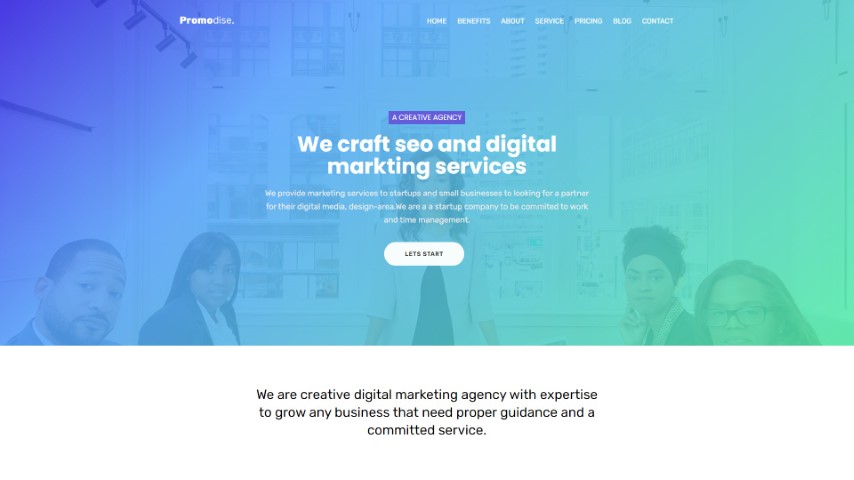 Promodise.
HOME BENEFITS ABOUT SERVICE PRICING BLOG CONTACT
A CREATIVE AGENCY
We craft seo and digital
markting services
We provide marketing services to startups and small businesses to looking for a partner
for their digital media, design-area.We are a a startup company to be commited to work
and time management.
LETS START
We are creative digital marketing agency with expertise
to grow any business that need proper guidance and a
committed service.